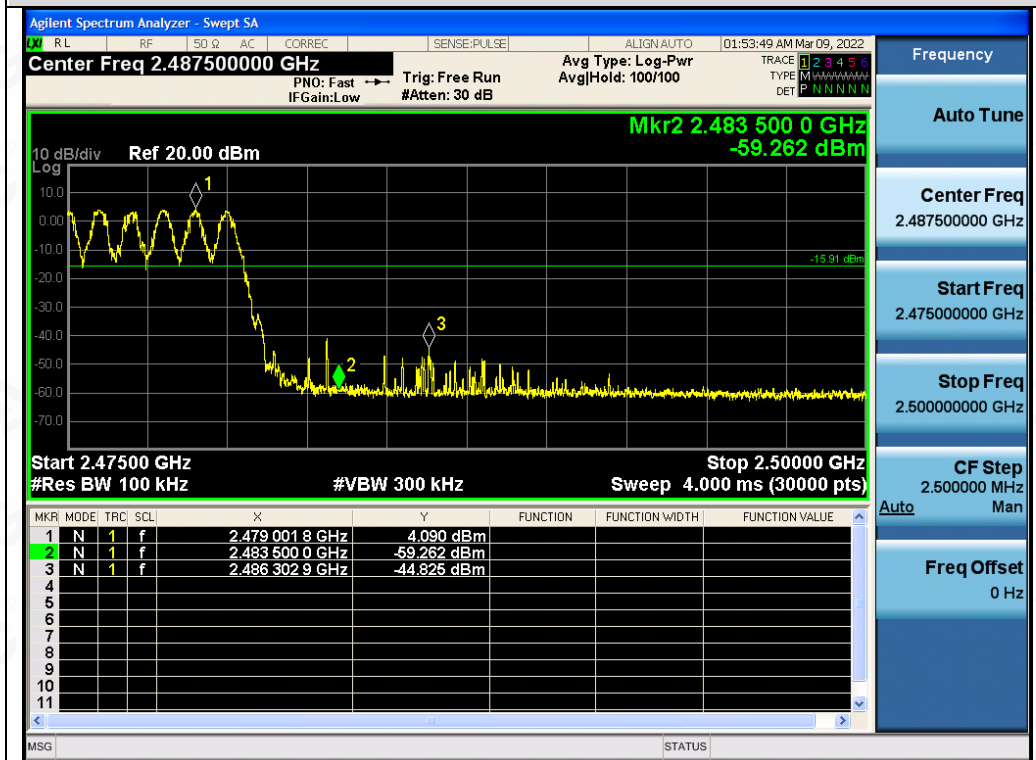 Agilent Spectrum Analyzer - Swept SA
LXI RL RF 50 Ω AC CORREC SENSE:PULSE ALIGN AUTO 01:53:49 AM Mar 09, 2022
Center Freq 2.487500000 GHz
PNO: Fast
IFGain:Low
Trig: Free Run
#Atten: 30 dB
Avg Type: Log-Pwr
Avg|Hold: 100/100
TRACE 1 2 3 4 5 6
TYPE M
DET P N N N N N
Mkr2 2.483 500 0 GHz
-59.262 dBm
10 dB/div Ref 20.00 dBm
Log
10.0
0.00
-10.0
-20.0
-30.0
-40.0
-50.0
-60.0
-70.0
1
2
3
-15.91 dBm
Start 2.47500 GHz Stop 2.50000 GHz
#Res BW 100 kHz #VBW 300 kHz Sweep 4.000 ms (30000 pts)
MKR MODE TRC SCL X Y FUNCTION FUNCTION WIDTH FUNCTION VALUE
1 N 1 f 2.479 001 8 GHz 4.090 dBm
2 N 1 f 2.483 500 0 GHz -59.262 dBm
3 N 1 f 2.486 302 9 GHz -44.825 dBm
4
5
6
7
8
9
10
11
MSG STATUS
Frequency
Auto Tune
Center Freq
2.487500000 GHz
Start Freq
2.475000000 GHz
Stop Freq
2.500000000 GHz
CF Step
2.500000 MHz
Auto Man
Freq Offset
0 Hz